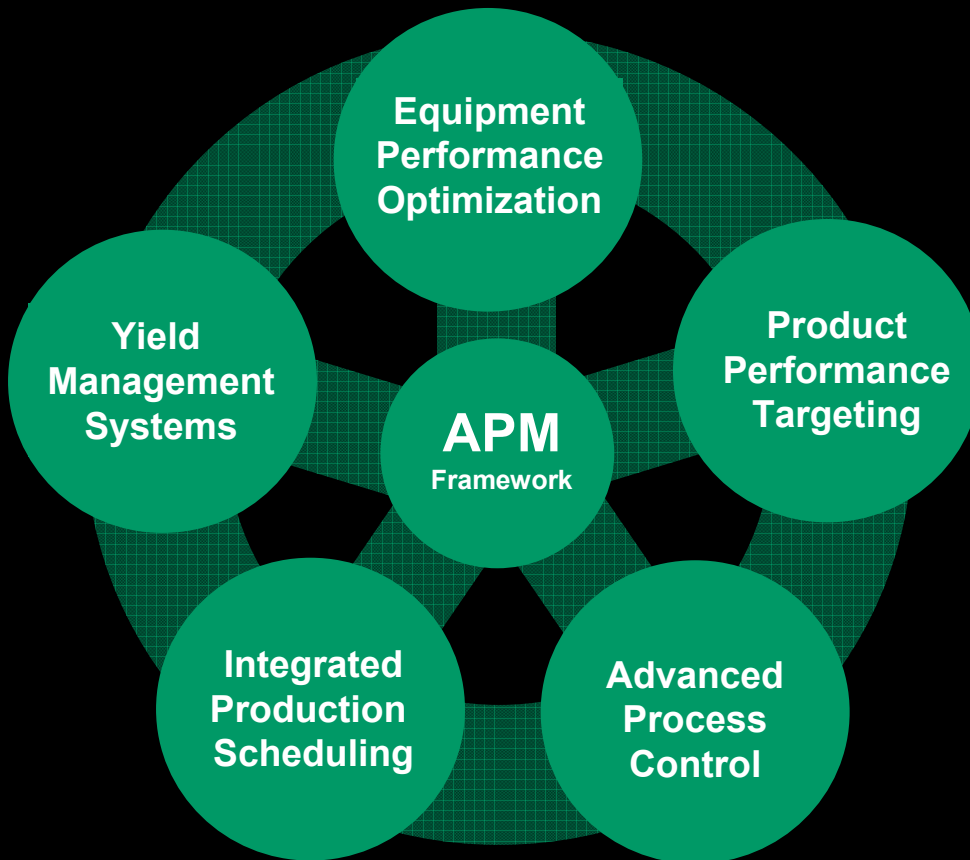 Equipment
Performance
Optimization
Product
Performance
Targeting
Yield
Management
Systems
APM
Framework
Integrated
Production
Scheduling
Advanced
Process
Control